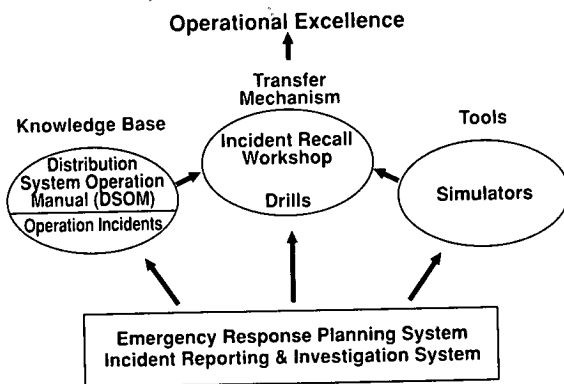 Operational Excellence
Transfer
Mechanism
Knowledge Base
Tools
Incident Recall
Workshop
Drills
Distribution
System Operation
Manual (DSOM)
Operation Incidents
Simulators
Emergency Response Planning System
Incident Reporting & Investigation System